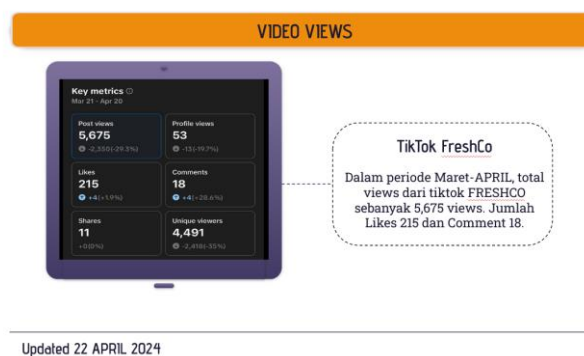 VIDEO VIEWS
Key metrics
Mar 21 - Apr 20
Post views
5,675
-2,350(-29.3%)
Profile views
53
-13(-19.7%)
Likes
215
+4(+1.9%)
Comments
18
+4(+28.6%)
Shares
11
+0(0%)
Unique viewers
4,491
-2,418(-35%)
TikTok FreshCo
Dalam periode Maret-APRIL, total
views dari tiktok FRESHCO
sebanyak 5,675 views. Jumlah
Likes 215 dan Comment 18.
Updated 22 APRIL 2024